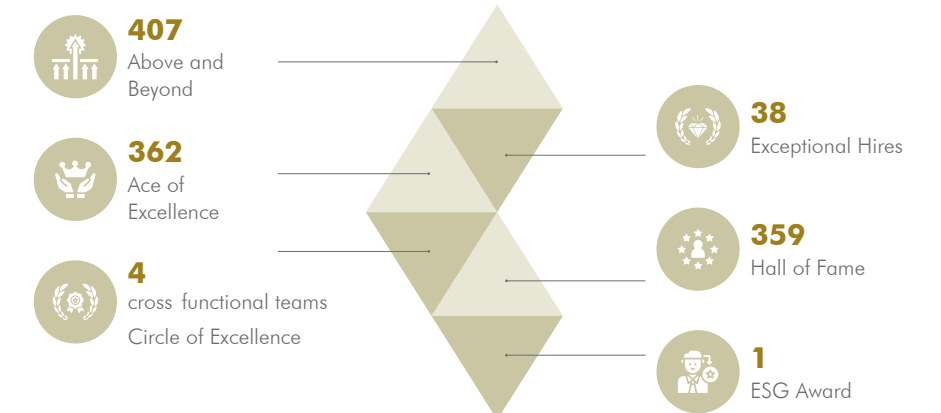 407
Above and
Beyond
362
Ace of
Excellence
4
cross functional teams
Circle of Excellence
38
Exceptional Hires
359
Hall of Fame
1
ESG Award